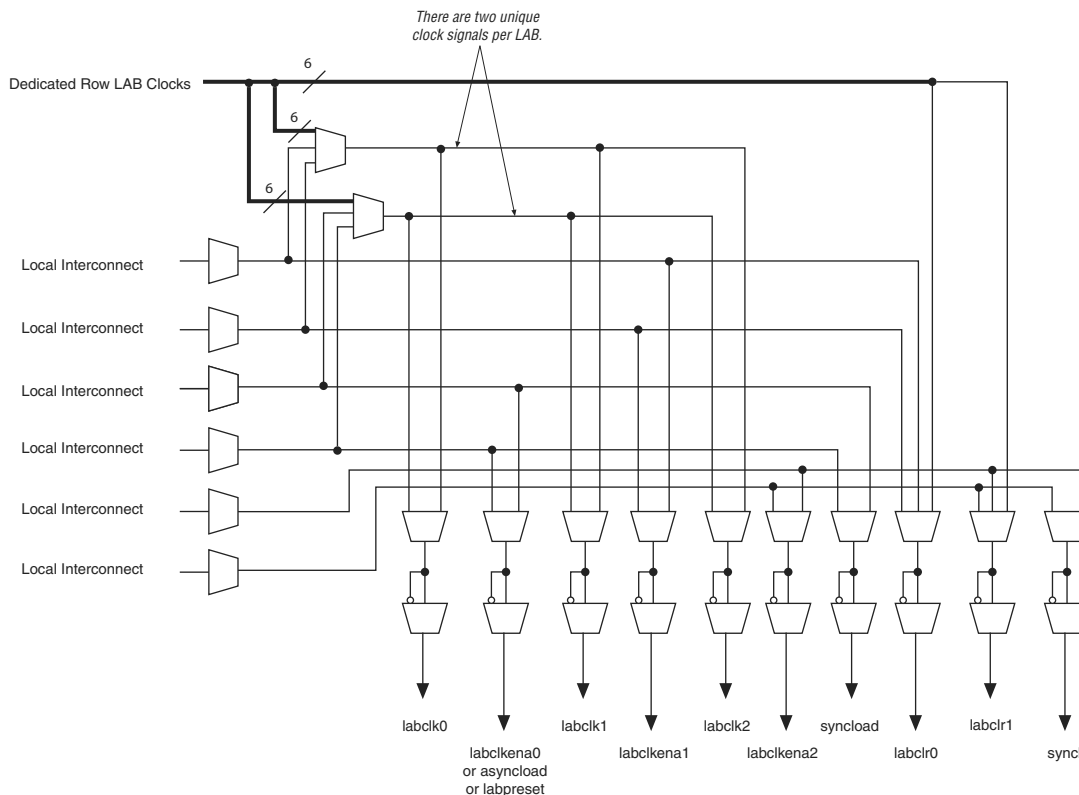 There are two unique
clock signals per LAB.
6
Dedicated Row LAB Clocks
6
6
Local Interconnect
Local Interconnect
Local Interconnect
Local Interconnect
Local Interconnect
Local Interconnect
labclk0
labclk1
labclk2
syncload
labclr1
labclkena0
or asyncload
or labpreset
labclkena1
labclkena2
labclr0